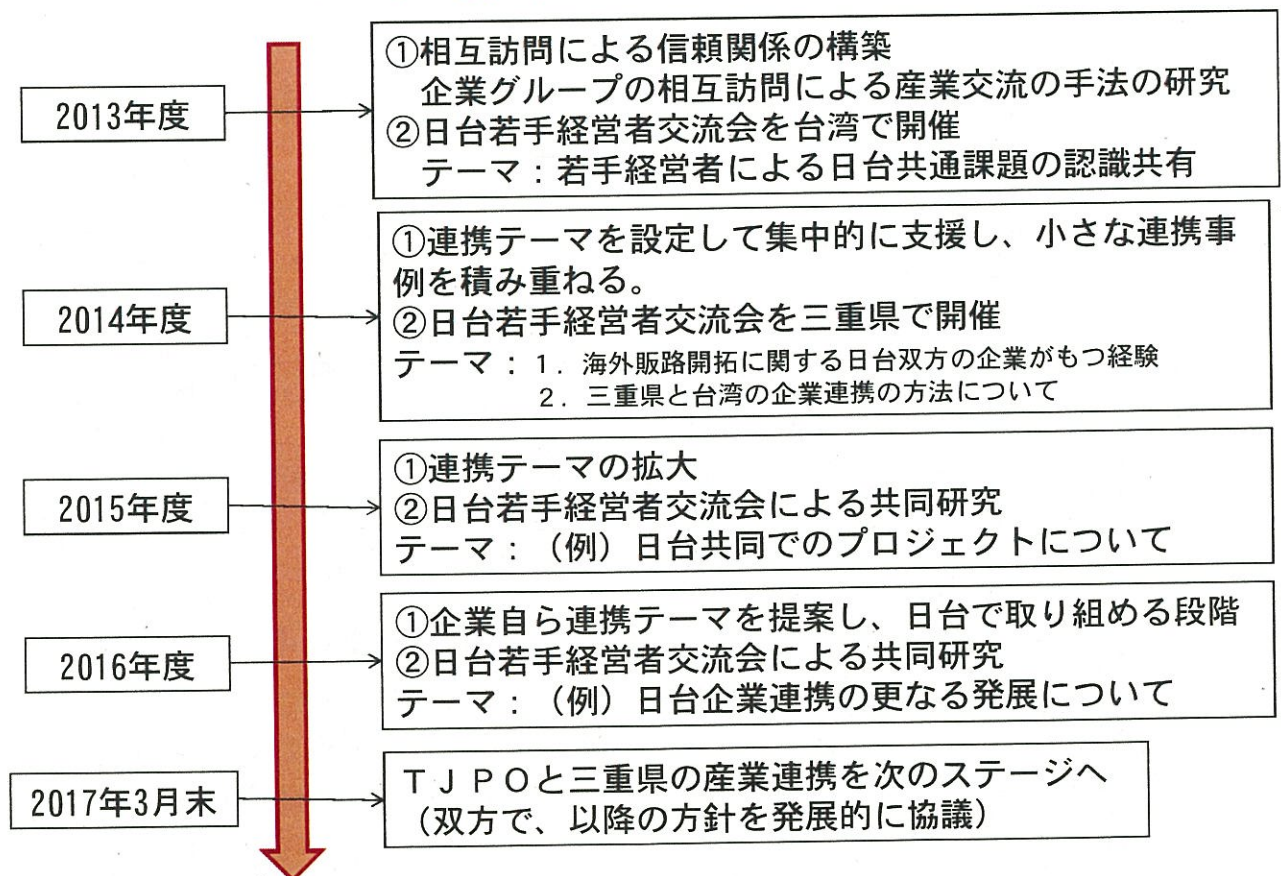 2013年度
①相互訪問による信頼関係の構築
企業グループの相互訪問による産業交流の手法の研究
②日台若手経営者交流会を台湾で開催
テーマ：若手経営者による日台共通課題の認識共有
2014年度
①連携テーマを設定して集中的に支援し、小さな連携事
例を積み重ねる。
②日台若手経営者交流会を三重県で開催
テーマ：１．海外販路開拓に関する日台双方の企業がもつ経験
２．三重県と台湾の企業連携の方法について
2015年度
①連携テーマの拡大
②日台若手経営者交流会による共同研究
テーマ：（例）日台共同でのプロジェクトについて
2016年度
①企業自ら連携テーマを提案し、日台で取り組める段階
②日台若手経営者交流会による共同研究
テーマ：（例）日台企業連携の更なる発展について
2017年3月末
ＴＪＰＯと三重県の産業連携を次のステージへ
（双方で、以降の方針を発展的に協議）